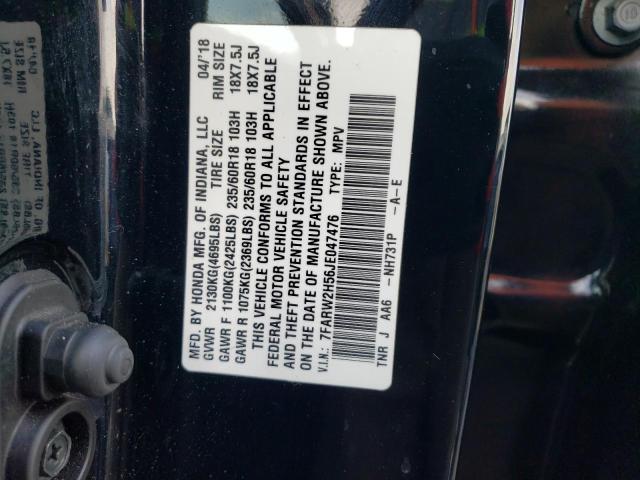 MFD. BY HONDA MFG. OF INDIANA, LLC 04/'18
GVWR 2130KG(4695LBS) TIRE SIZE RIM SIZE
GAWR F 1100KG(2425LBS) 235/60R18 103H 18X7.5J
GAWR R 1075KG(2369LBS) 235/60R18 103H 18X7.5J
THIS VEHICLE CONFORMS TO ALL APPLICABLE
FEDERAL MOTOR VEHICLE SAFETY
AND THEFT PREVENTION STANDARDS IN EFFECT
ON THE DATE OF MANUFACTURE SHOWN ABOVE.
V.I.N.: 7FARW2H56JE047476 TYPE: MPV
TNR J AA6 -NH731P -A-E